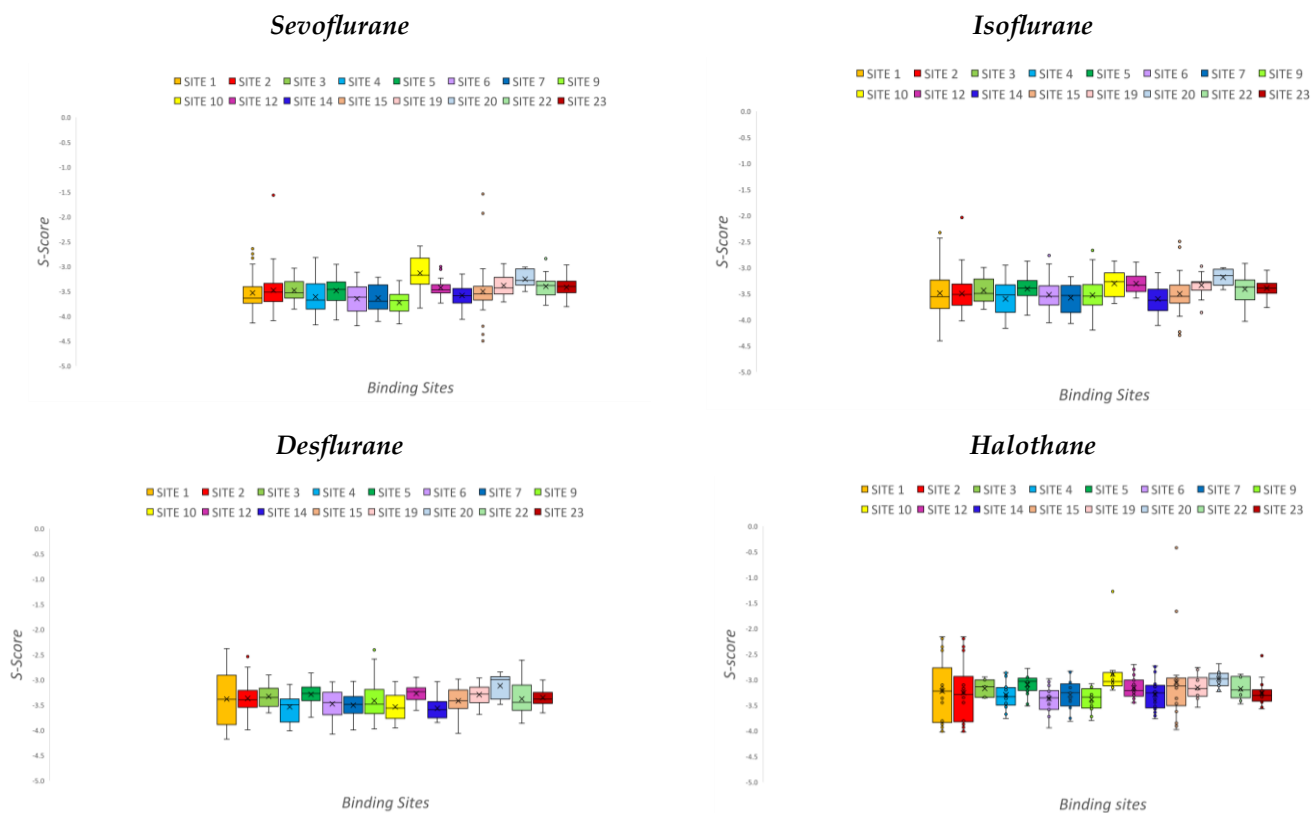 Sevoflurane
SITE 1 SITE 2 SITE 3 SITE 4 SITE 5 SITE 6 SITE 7 SITE 9
SITE 10 SITE 12 SITE 14 SITE 15 SITE 19 SITE 20 SITE 22 SITE 23
0.0
-0.5
-1.0
-1.5
-2.0
-2.5
-3.0
-3.5
-4.0
-4.5
-5.0
S-Score
Binding Sites
Isoflurane
SITE 1 SITE 2 SITE 3 SITE 4 SITE 5 SITE 6 SITE 7 SITE 9
SITE 10 SITE 12 SITE 14 SITE 15 SITE 19 SITE 20 SITE 22 SITE 23
0.0
-0.5
-1.0
-1.5
-2.0
-2.5
-3.0
-3.5
-4.0
-4.5
-5.0
S-Score
Binding Sites
Desflurane
SITE 1 SITE 2 SITE 3 SITE 4 SITE 5 SITE 6 SITE 7 SITE 9
SITE 10 SITE 12 SITE 14 SITE 15 SITE 19 SITE 20 SITE 22 SITE 23
0.0
-0.5
-1.0
-1.5
-2.0
-2.5
-3.0
-3.5
-4.0
-4.5
-5.0
S-Score
Binding Sites
Halothane
SITE 1 SITE 2 SITE 3 SITE 4 SITE 5 SITE 6 SITE 7 SITE 9
SITE 10 SITE 12 SITE 14 SITE 15 SITE 19 SITE 20 SITE 22 SITE 23
0.0
-0.5
-1.0
-1.5
-2.0
-2.5
-3.0
-3.5
-4.0
-4.5
-5.0
S-Score
Binding sites